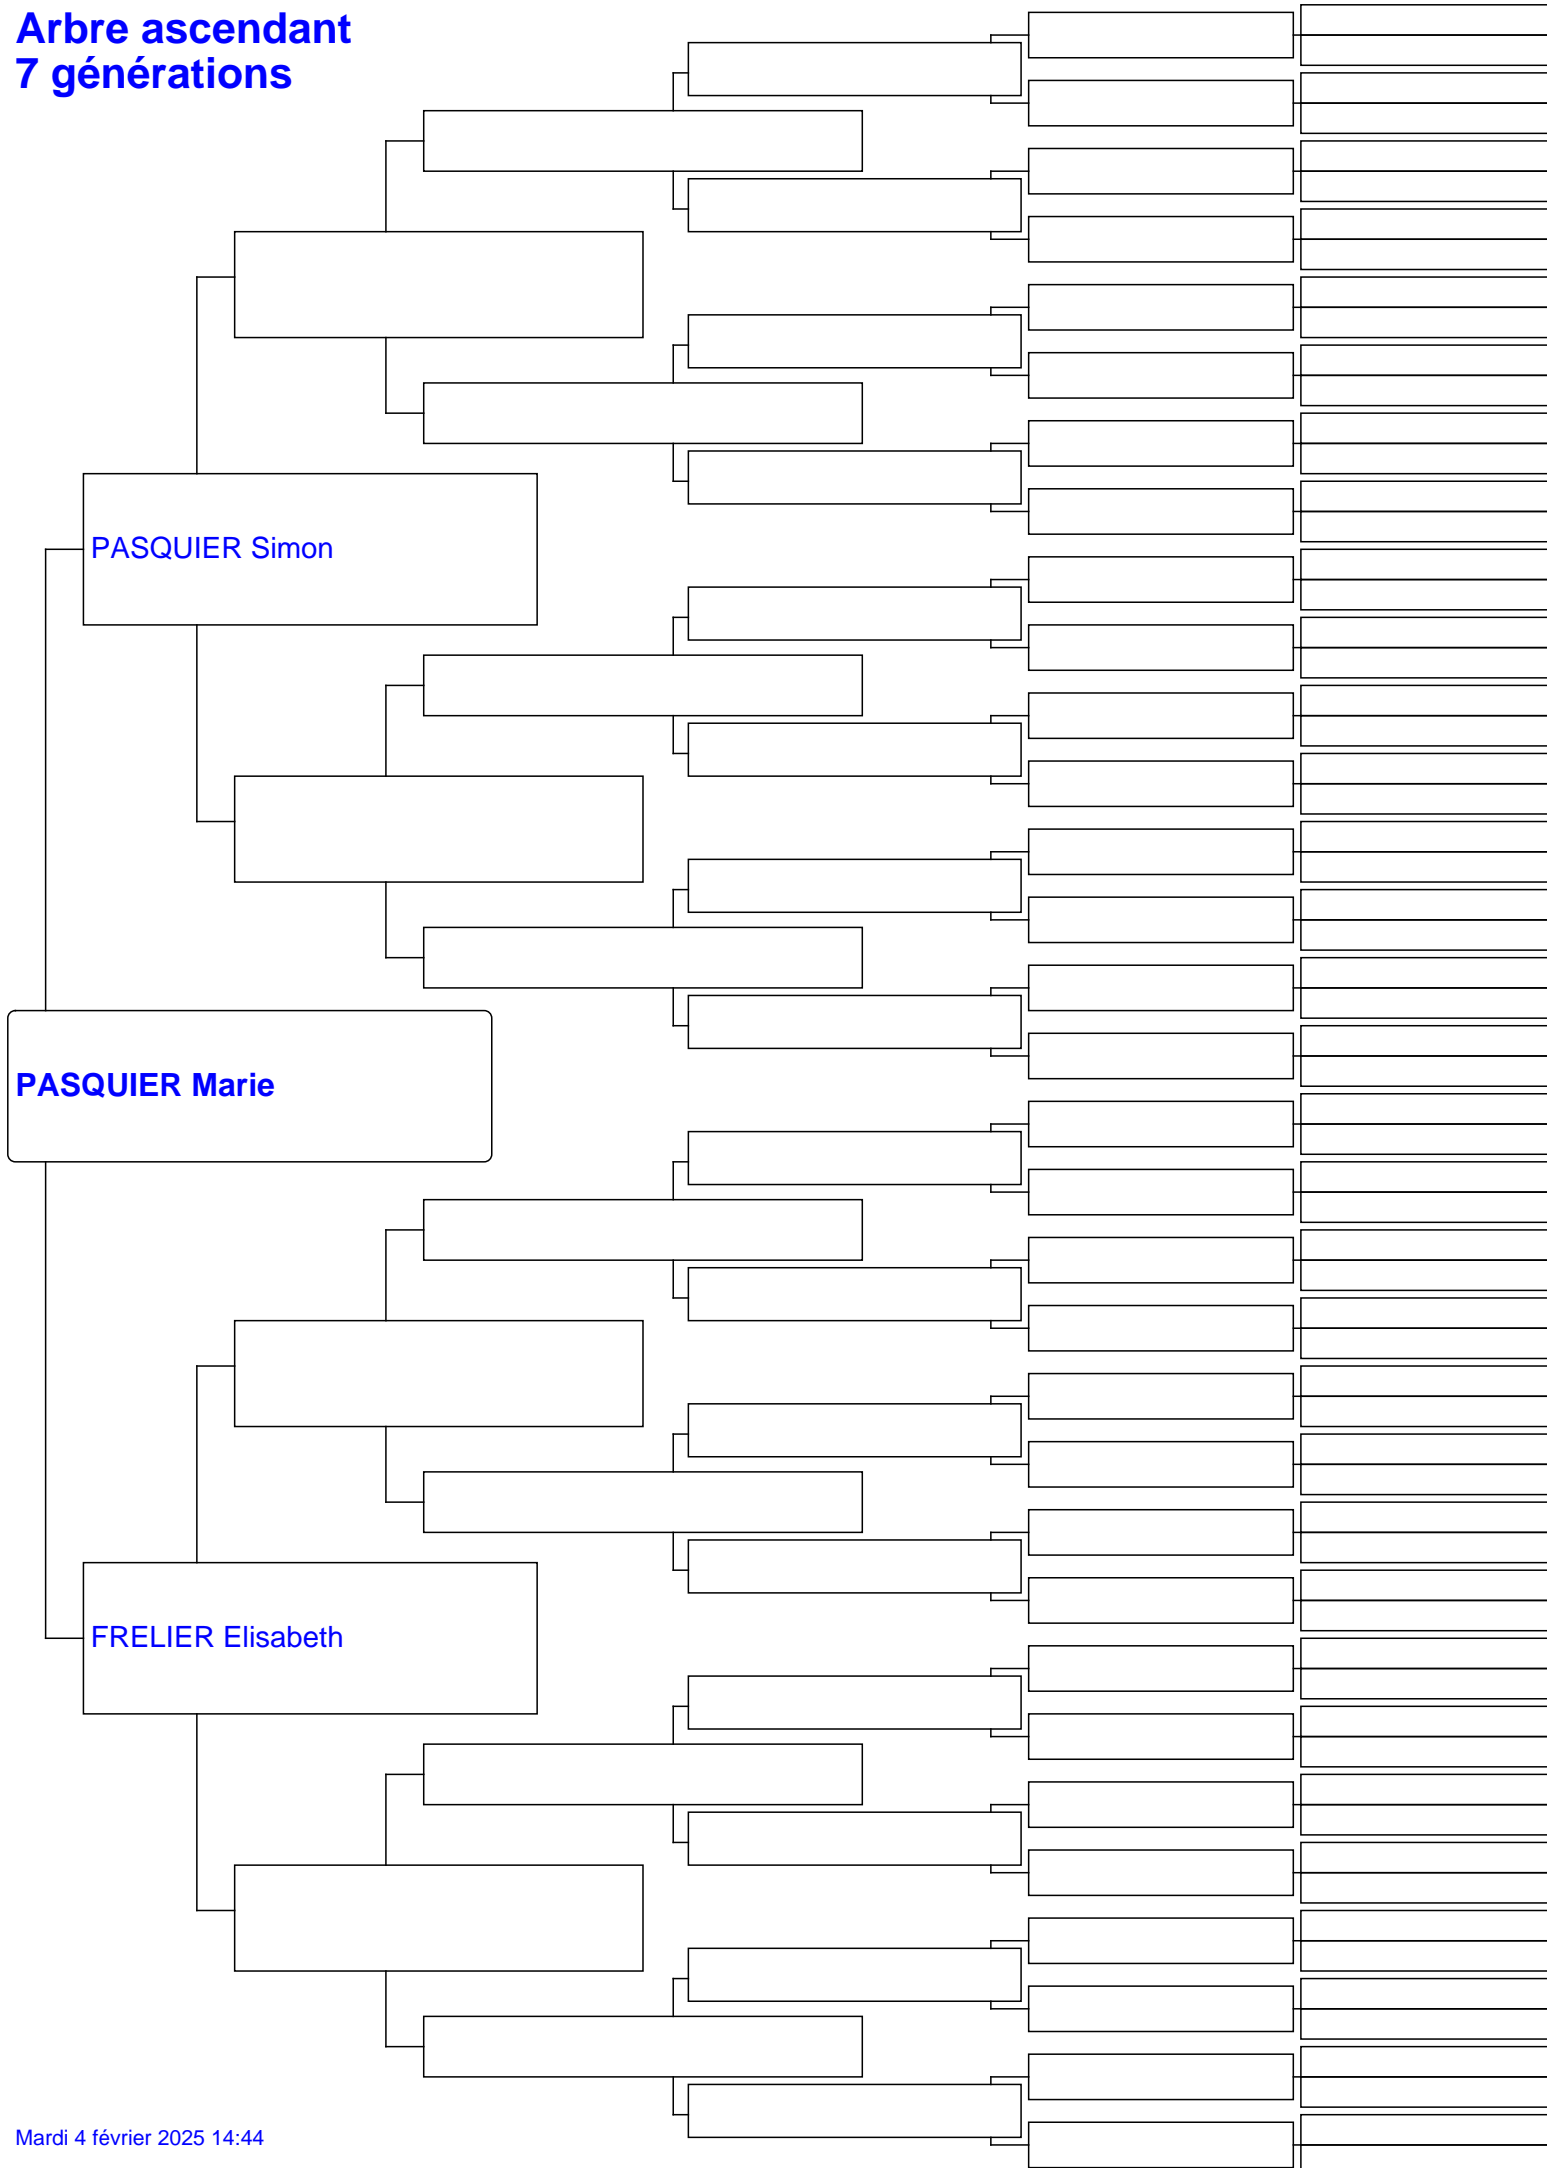 Arbre ascendant
7 générations
PASQUIER Simon
PASQUIER Marie
FRELIER Elisabeth
Mardi 4 février 2025 14:44